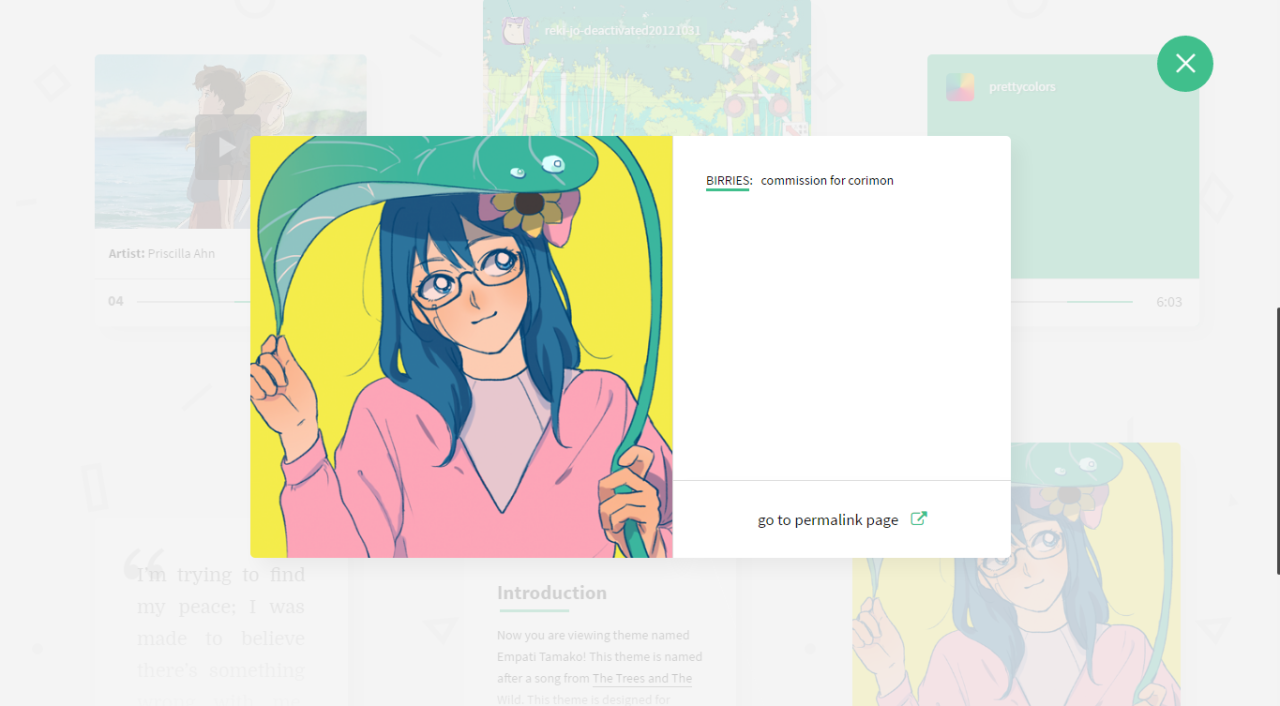 reki-jo-deactivated20121031
prettycolors
BIRRIES: commission for corimon
Artist: Priscilla Ahn
04
6:03
go to permalink page
I'm trying to find
my peace; I was
made to believe
there's something
Introduction
Now you are viewing theme named
Empati Tamako! This theme is named
after a song from The Trees and The
Wild. This theme is designed for